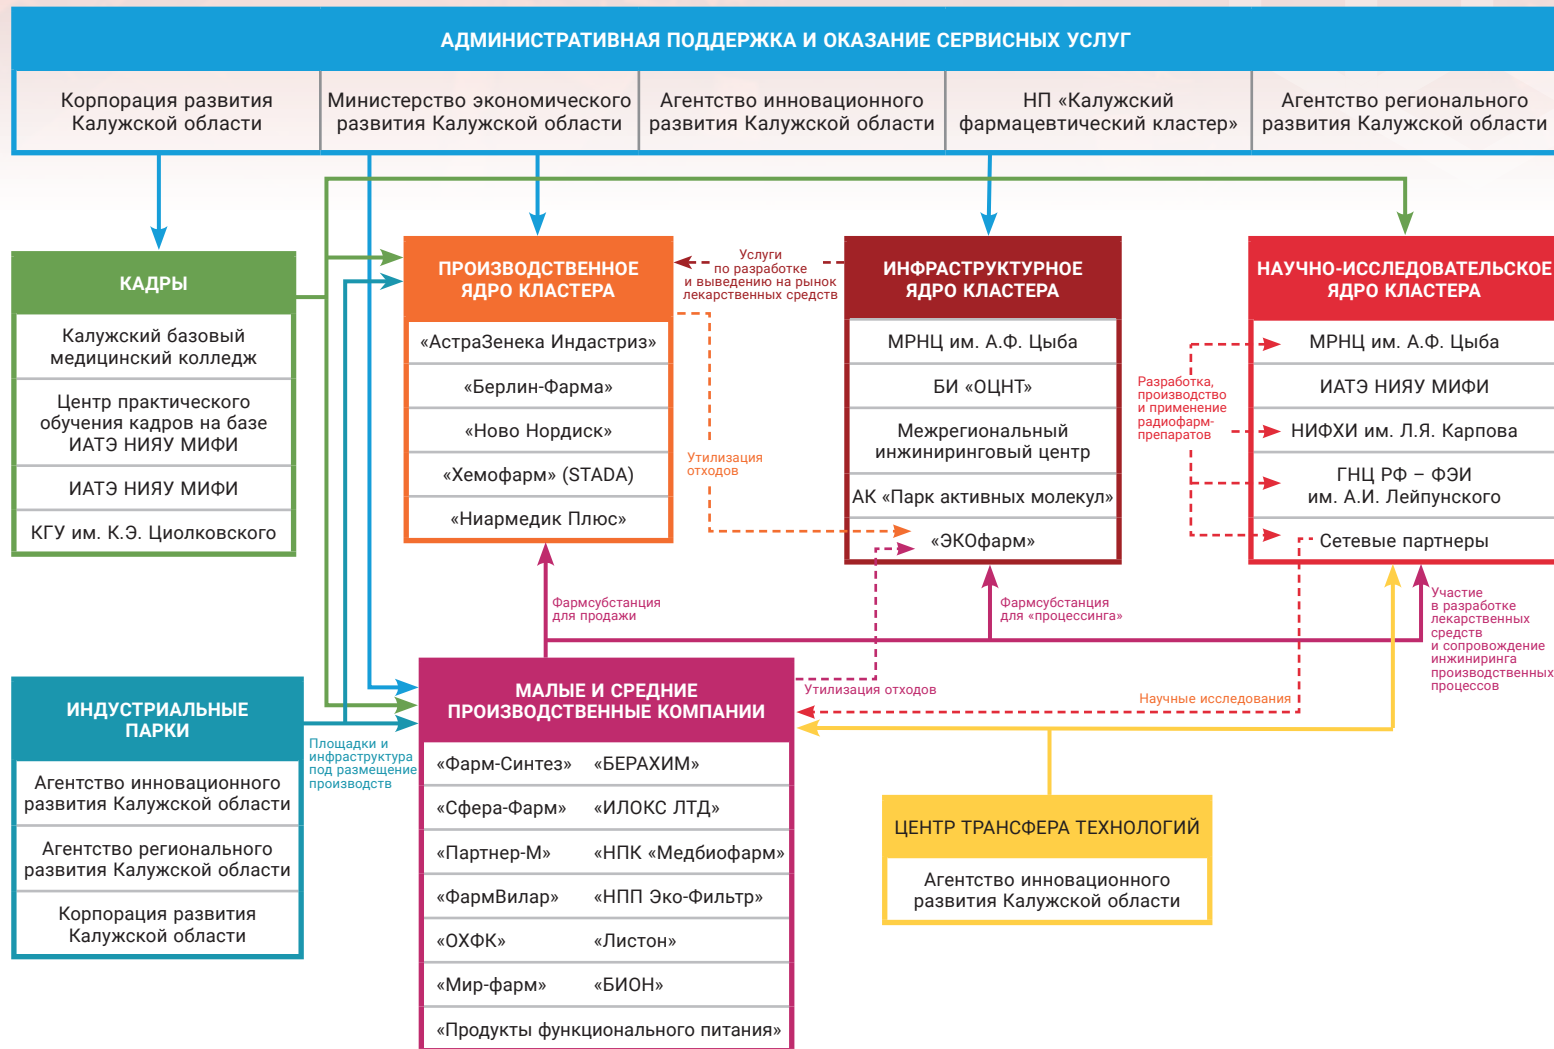 АДМИНИСТРАТИВНАЯ ПОДДЕРЖКА И ОКАЗАНИЕ СЕРВИСНЫХ УСЛУГ
Корпорация развития
Калужской области
Министерство экономического
развития Калужской области
Агентство инновационного
развития Калужской области
НП «Калужский
фармацевтический кластер»
Агентство регионального
развития Калужской области
КАДРЫ
Калужский базовый
медицинский колледж
Центр практического
обучения кадров на базе
ИАТЭ НИЯУ МИФИ
ИАТЭ НИЯУ МИФИ
КГУ им. К.Э. Циолковского
ПРОИЗВОДСТВЕННОЕ
ЯДРО КЛАСТЕРА
«АстраЗенека Индастриз»
«Берлин-Фарма»
«Ново Нордиск»
«Хемофарм» (STADA)
«Ниармедик Плюс»
Услуги
по разработке
и выведению на рынок
лекарственных средств
Утилизация
отходов
ИНФРАСТРУКТУРНОЕ
ЯДРО КЛАСТЕРА
МРНЦ им. А.Ф. Цыба
БИ «ОЦНТ»
Межрегиональный
инжиниринговый центр
АК «Парк активных молекул»
«ЭКОфарм»
Разработка,
производство
и применение
радиофарм-
препаратов
НАУЧНО-ИССЛЕДОВАТЕЛЬСКОЕ
ЯДРО КЛАСТЕРА
МРНЦ им. А.Ф. Цыба
ИАТЭ НИЯУ МИФИ
НИФХИ им. Л.Я. Карпова
ГНЦ РФ – ФЭИ
им. А.И. Лейпунского
Сетевые партнеры
Фармсубстанция
для продажи
Фармсубстанция
для «процессинга»
Участие
в разработке
лекарственных
средств
и сопровождение
инжиниринга
производственных
процессов
Утилизация отходов
Научные исследования
ИНДУСТРИАЛЬНЫЕ
ПАРКИ
Агентство инновационного
развития Калужской области
Агентство регионального
развития Калужской области
Корпорация развития
Калужской области
Площадки и
инфраструктура
под размещение
производств
МАЛЫЕ И СРЕДНИЕ
ПРОИЗВОДСТВЕННЫЕ КОМПАНИИ
«Фарм-Синтез» «БЕРАХИМ»
«Сфера-Фарм» «ИЛОКС ЛТД»
«Партнер-М» «НПК «Медбиофарм»
«ФармВилар» «НПП Эко-Фильтр»
«ОХФК» «Листон»
«Мир-фарм» «БИОН»
«Продукты функционального питания»
ЦЕНТР ТРАНСФЕРА ТЕХНОЛОГИЙ
Агентство инновационного
развития Калужской области